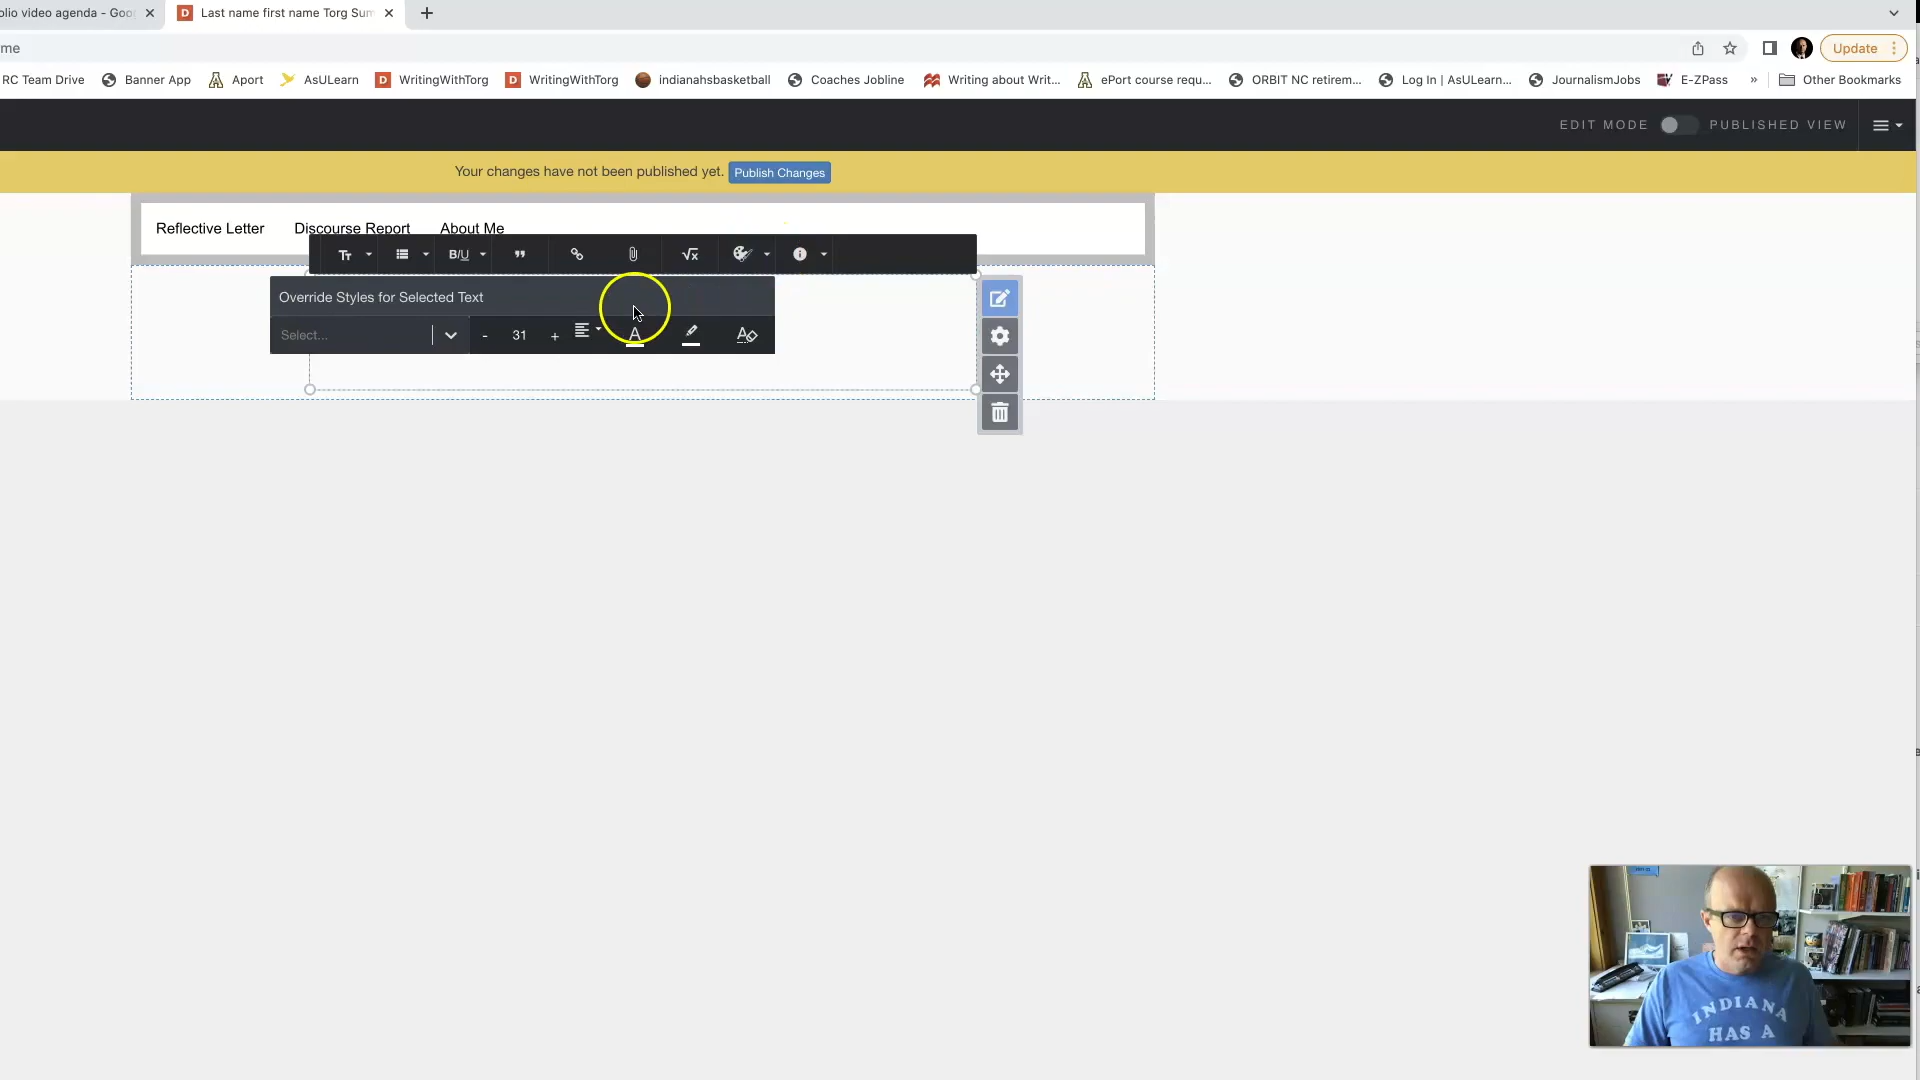 olio video agenda - Goo
Last name first name Torg Sum
me
Update
RC Team Drive
Banner App
Aport
AsULearn
WritingWithTorg
WritingWithTorg
indianahsbasketball
Coaches Jobline
Writing about Writ...
ePort course requ...
ORBIT NC retirem...
Log In | AsULearn...
JournalismJobs
E-ZPass
»
Other Bookmarks
EDIT MODE
PUBLISHED VIEW
Your changes have not been published yet. Publish Changes
Reflective Letter
Discourse Report
About Me
B/U
Override Styles for Selected Text
Select...
- 31 +
INDIANA
HAS A